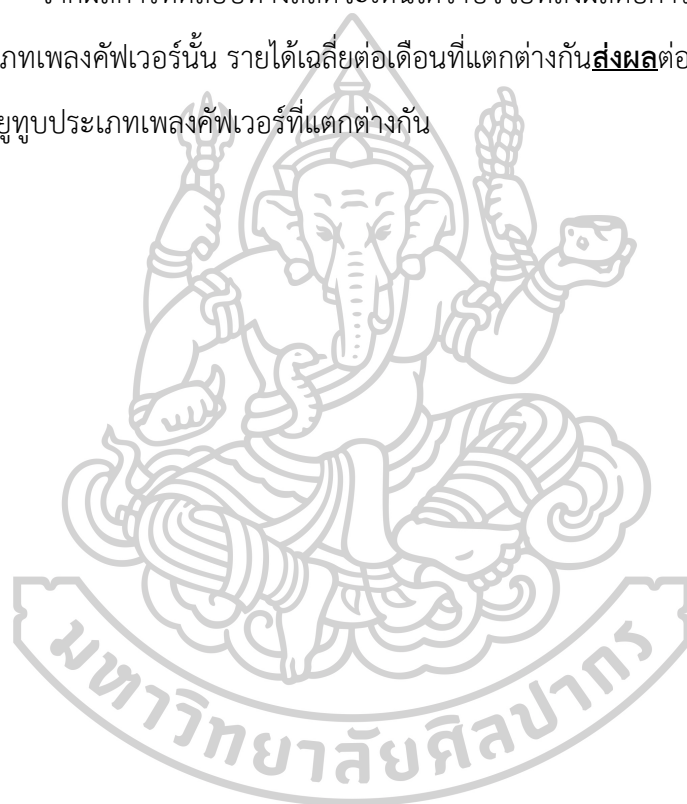 ภทเพลงคัฟเวอร์นั้น รายได้เฉลี่ยต่อเดือนที่แตกต่างกันส่งผลต่อ
ยูทูบประเภทเพลงคัฟเวอร์ที่แตกต่างกัน
มหาวิทยาลัยศิลปากร